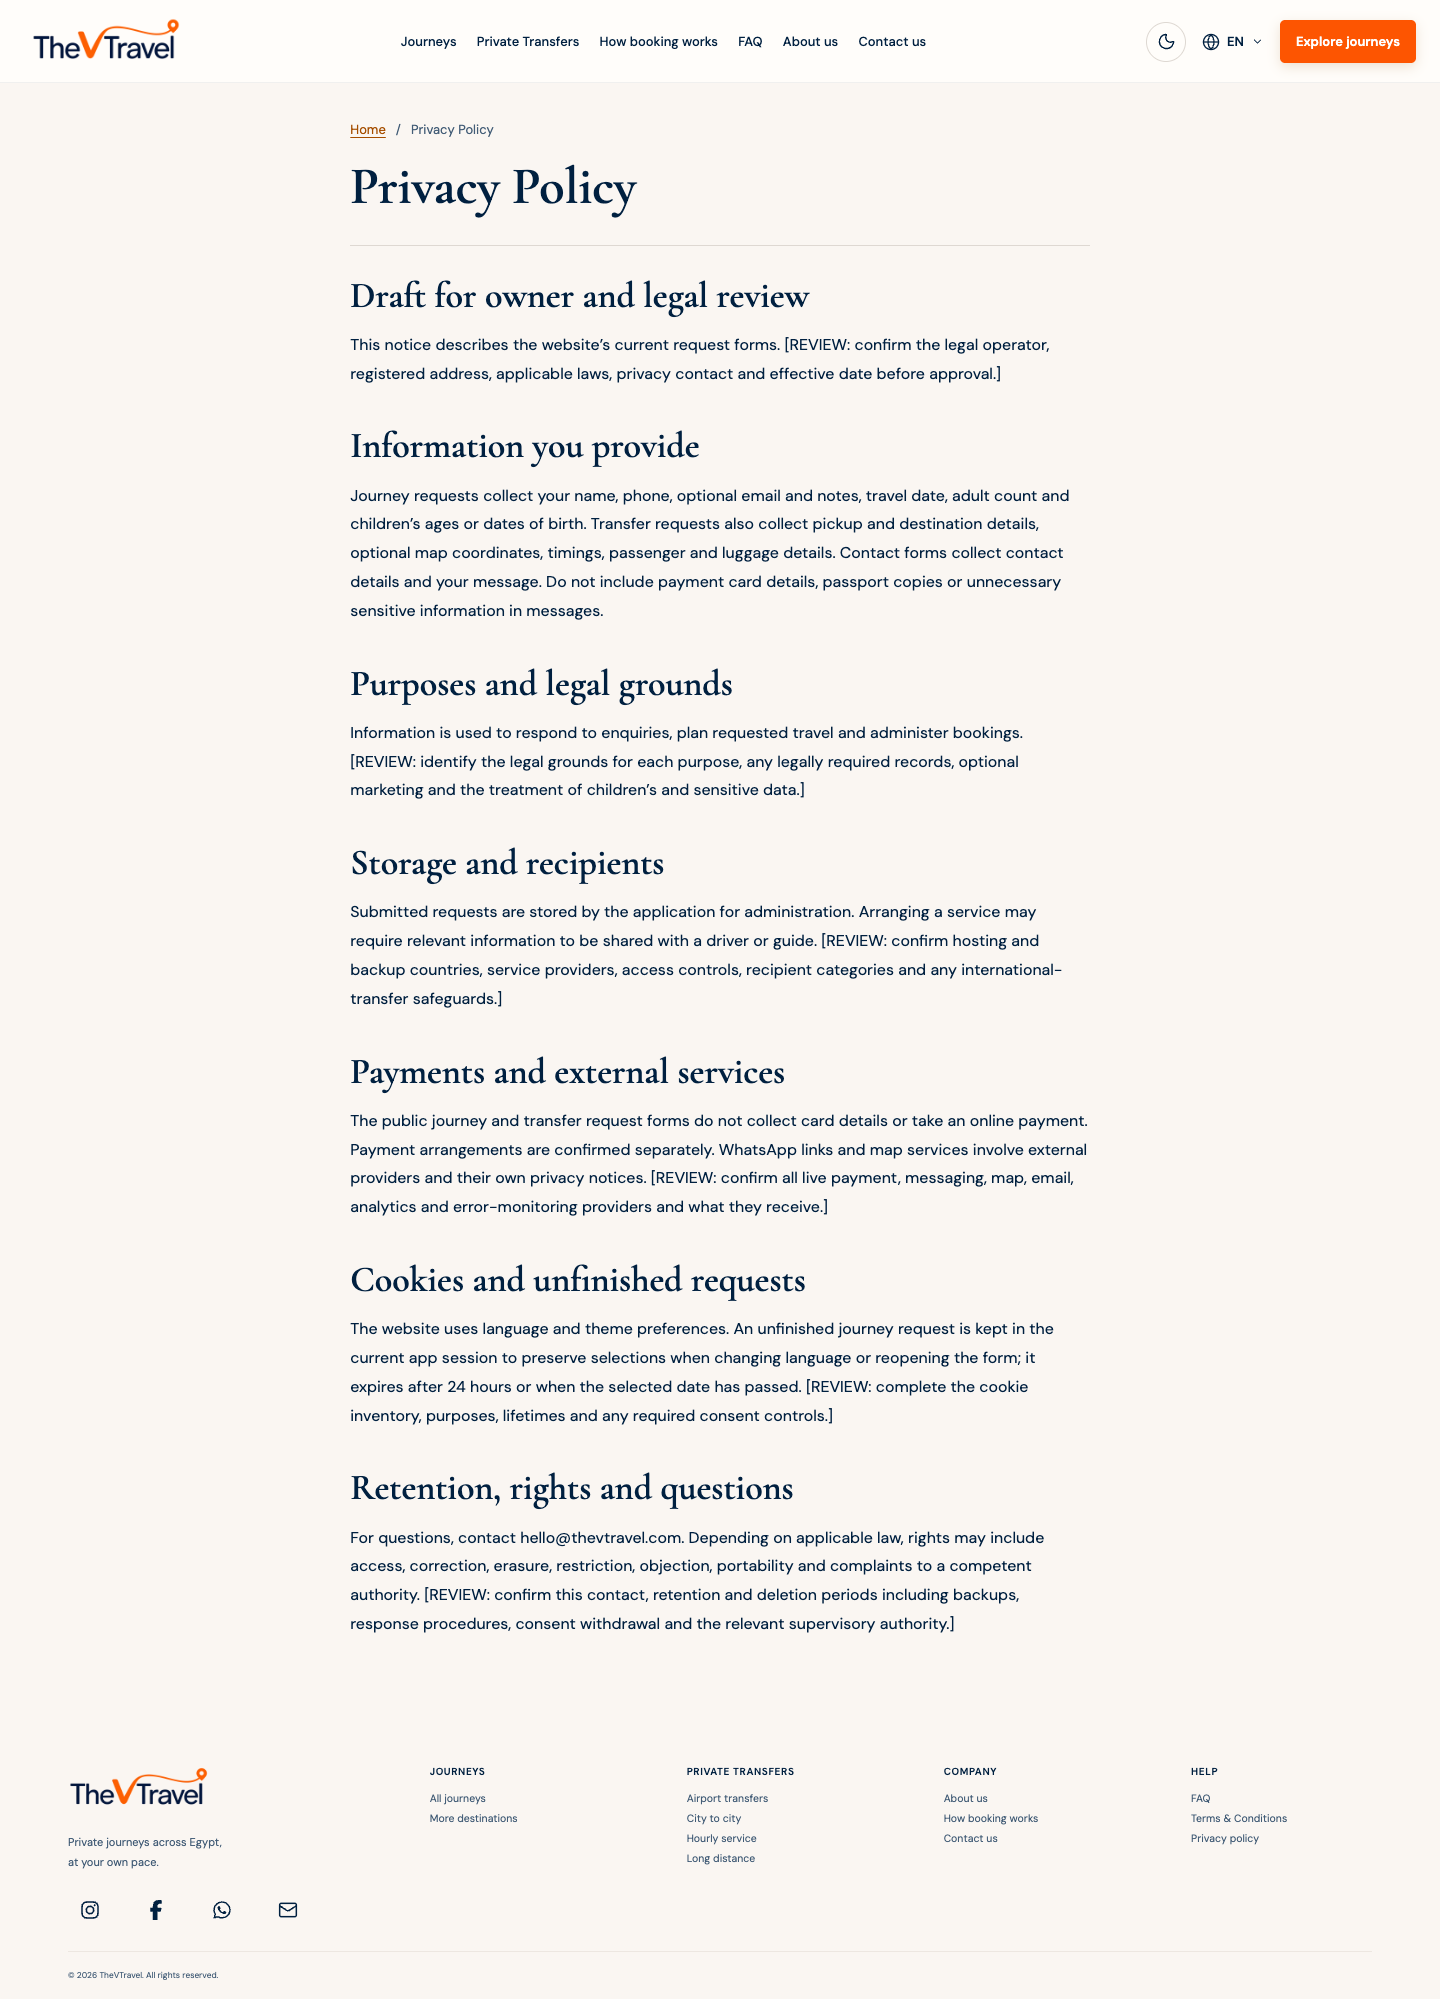 TheVTravel
Journeys
Private Transfers
How booking works
FAQ
About us
Contact us
EN
Explore journeys
Home / Privacy Policy
Privacy Policy
Draft for owner and legal review
This notice describes the website’s current request forms. [REVIEW: confirm the legal operator,
registered address, applicable laws, privacy contact and effective date before approval.]
Information you provide
Journey requests collect your name, phone, optional email and notes, travel date, adult count and
children’s ages or dates of birth. Transfer requests also collect pickup and destination details,
optional map coordinates, timings, passenger and luggage details. Contact forms collect contact
details and your message. Do not include payment card details, passport copies or unnecessary
sensitive information in messages.
Purposes and legal grounds
Information is used to respond to enquiries, plan requested travel and administer bookings.
[REVIEW: identify the legal grounds for each purpose, any legally required records, optional
marketing and the treatment of children’s and sensitive data.]
Storage and recipients
Submitted requests are stored by the application for administration. Arranging a service may
require relevant information to be shared with a driver or guide. [REVIEW: confirm hosting and
backup countries, service providers, access controls, recipient categories and any international-
transfer safeguards.]
Payments and external services
The public journey and transfer request forms do not collect card details or take an online payment.
Payment arrangements are confirmed separately. WhatsApp links and map services involve external
providers and their own privacy notices. [REVIEW: confirm all live payment, messaging, map, email,
analytics and error-monitoring providers and what they receive.]
Cookies and unfinished requests
The website uses language and theme preferences. An unfinished journey request is kept in the
current app session to preserve selections when changing language or reopening the form; it
expires after 24 hours or when the selected date has passed. [REVIEW: complete the cookie
inventory, purposes, lifetimes and any required consent controls.]
Retention, rights and questions
For questions, contact hello@thevtravel.com. Depending on applicable law, rights may include
access, correction, erasure, restriction, objection, portability and complaints to a competent
authority. [REVIEW: confirm this contact, retention and deletion periods including backups,
response procedures, consent withdrawal and the relevant supervisory authority.]
TheVTravel
Private journeys across Egypt,
at your own pace.
JOURNEYS
All journeys
More destinations
PRIVATE TRANSFERS
Airport transfers
City to city
Hourly service
Long distance
COMPANY
About us
How booking works
Contact us
HELP
FAQ
Terms & Conditions
Privacy policy
© 2026 TheVTravel. All rights reserved.